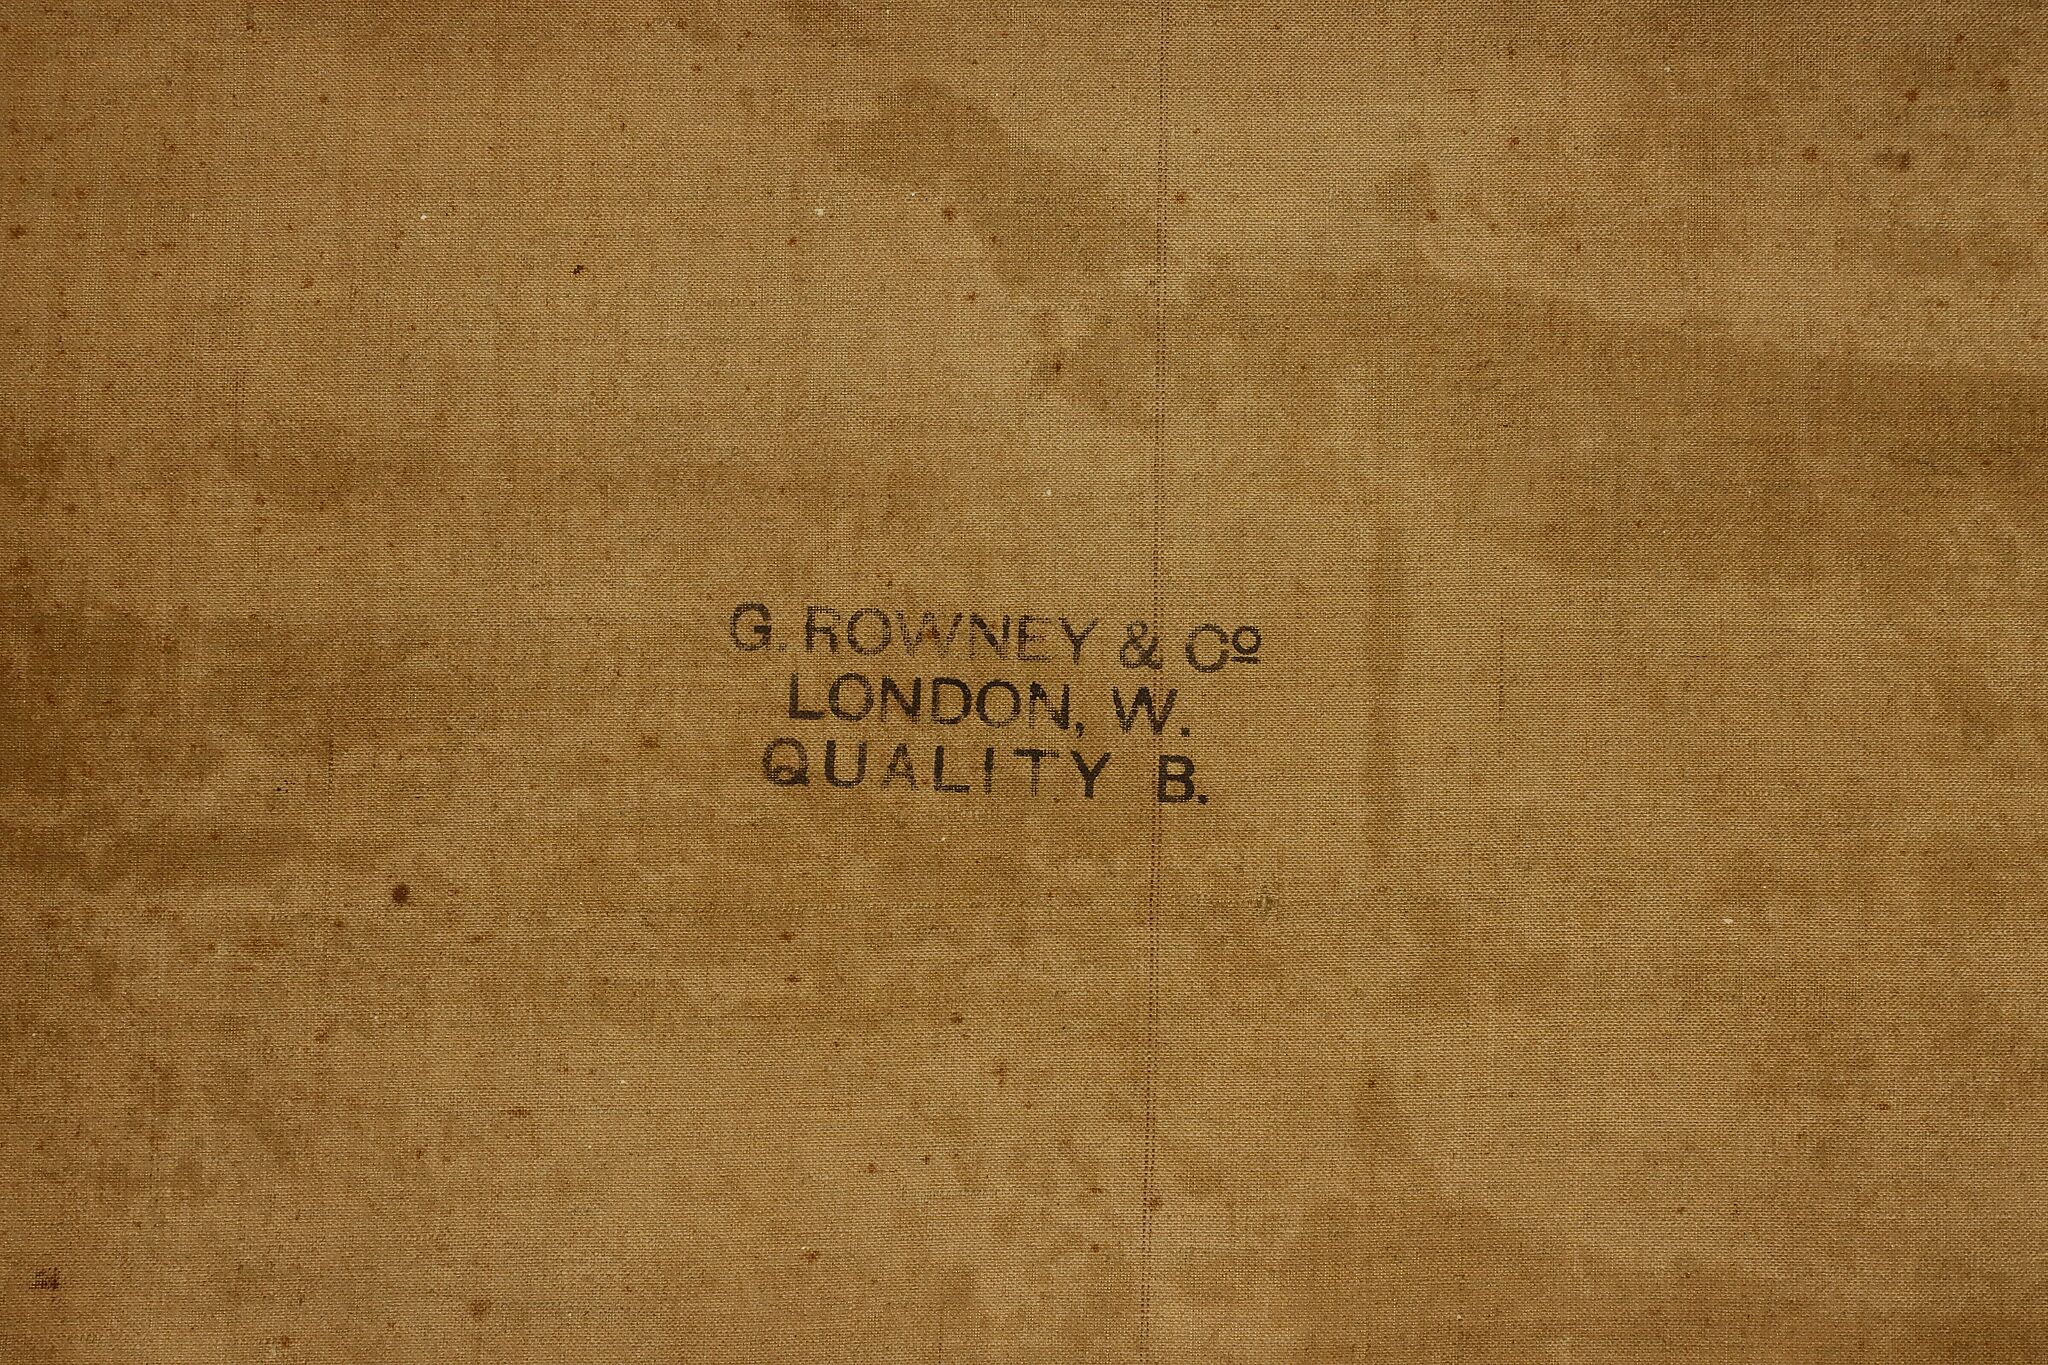 G. ROWNEY & Cº
LONDON, W.
QUALITY B.